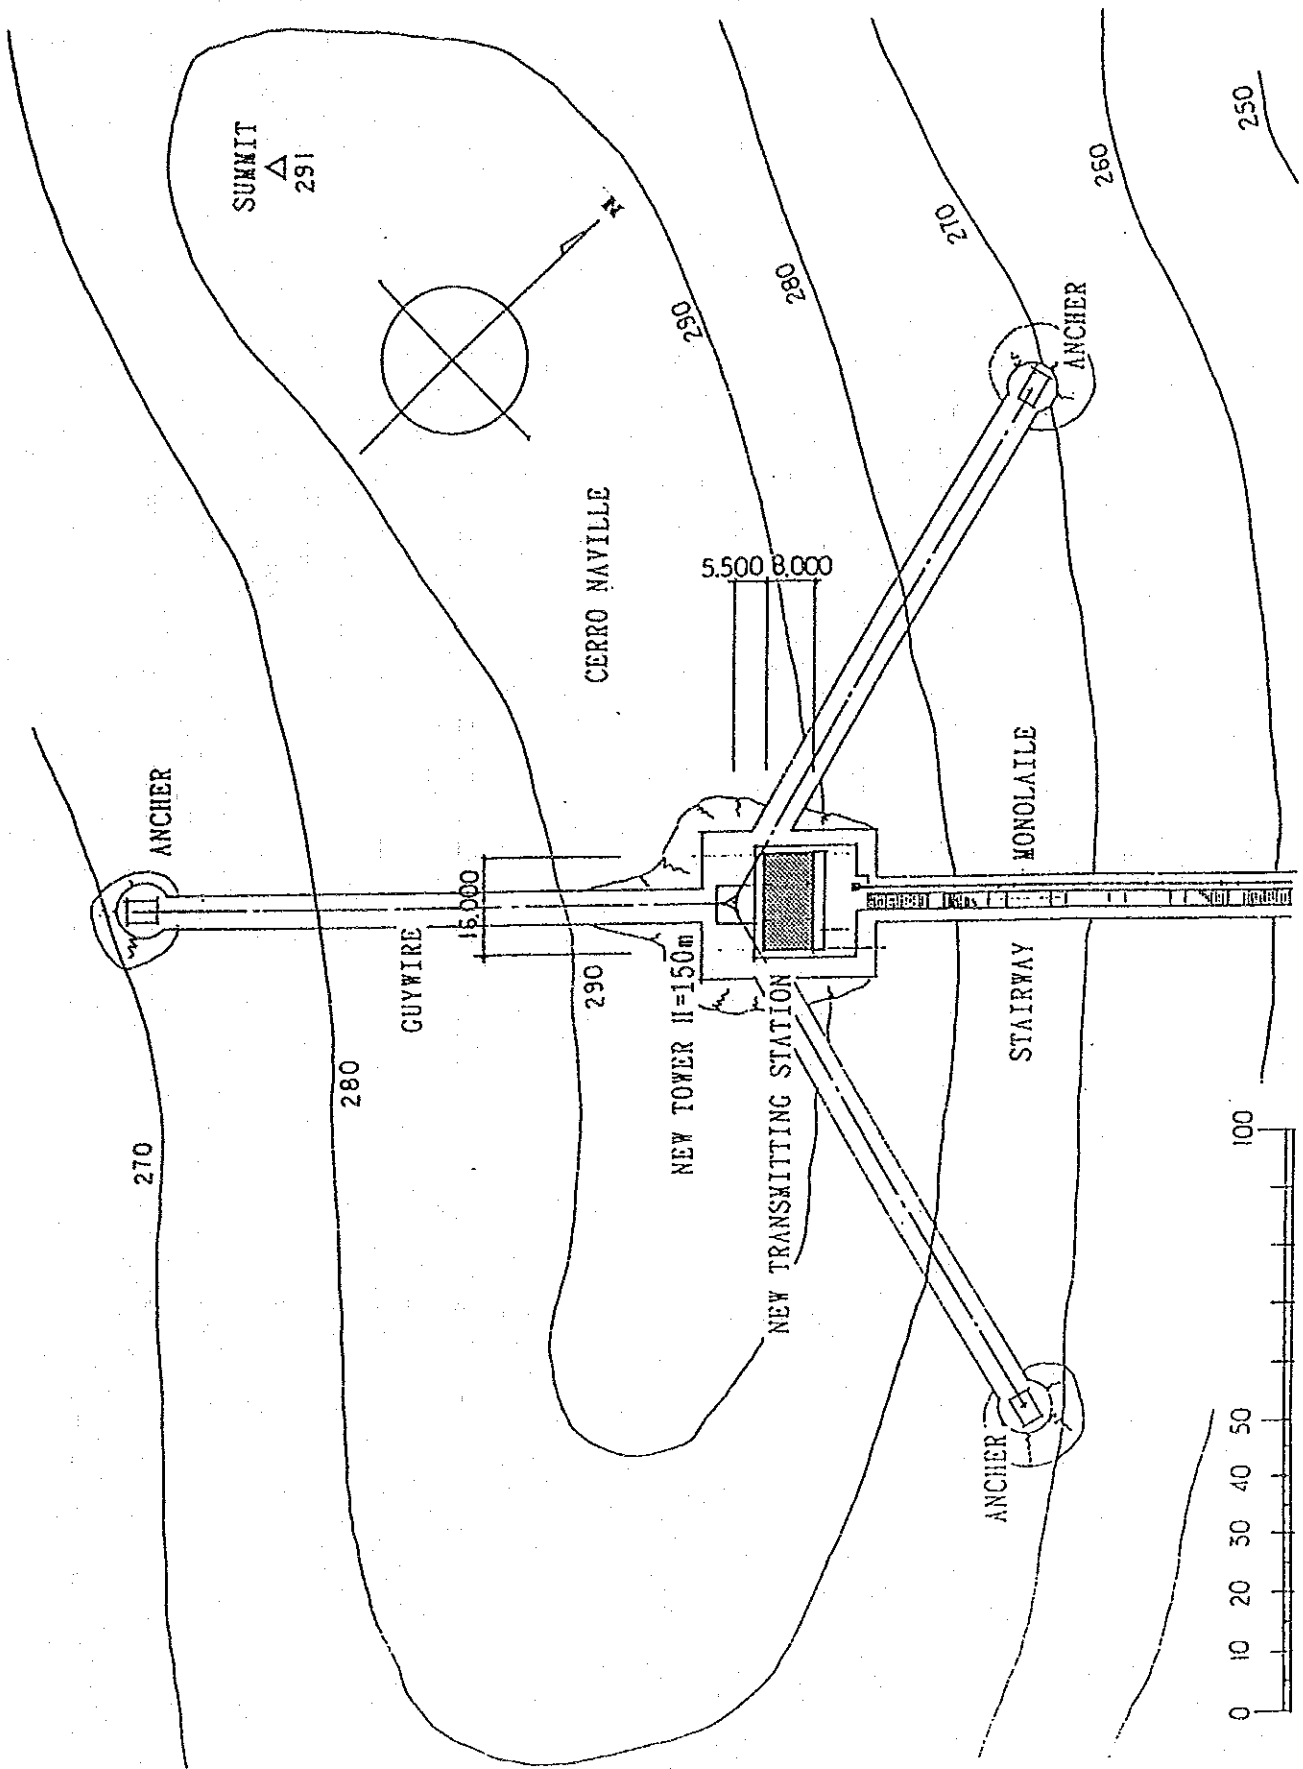 SUMMIT
291
N
CERRO NAVILLE
290
280
270
260
250
ANCHER
5.500 8.000
ANCHER
16.000
GUYWIRE
290
280
270
NEW TOWER H=150m
NEW TRANSMITTING STATION
STAIRWAY
MONOLAILE
ANCHER
0 10 20 30 40 50 100